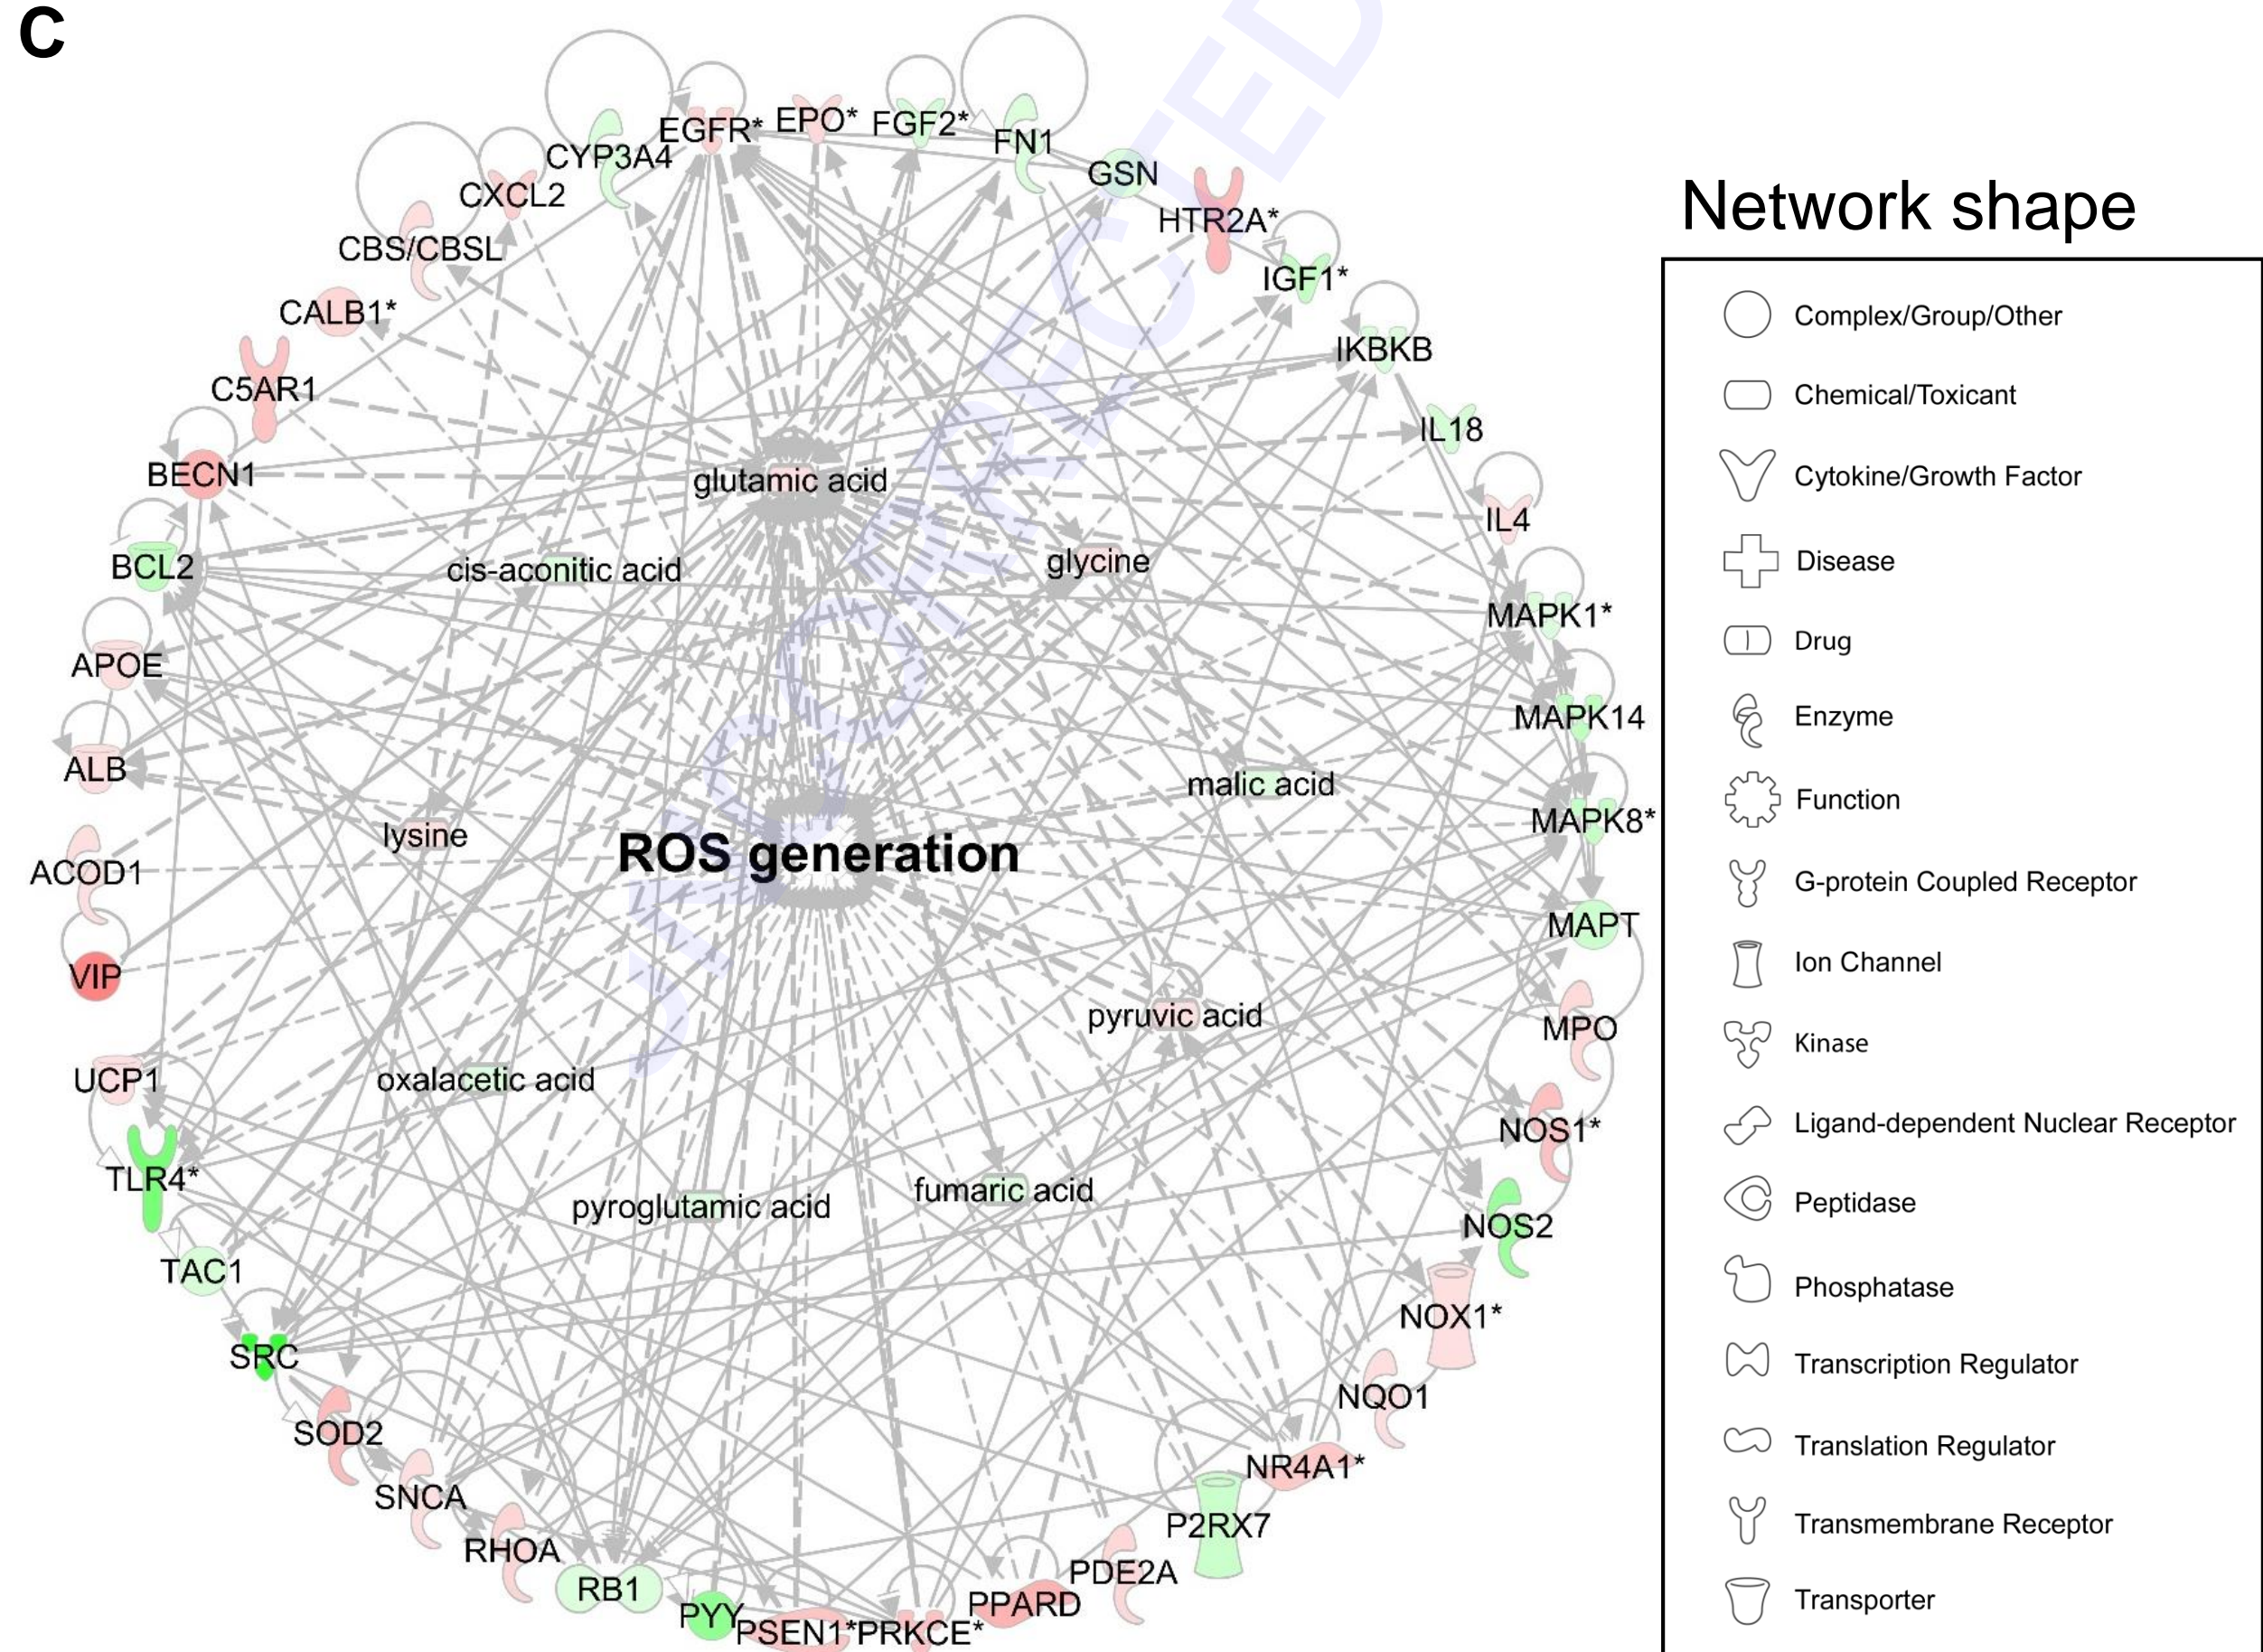 C
EGFR*
EPO*
FGF2*
FN1
CYP3A4
GSN
CXCL2
HTR2A*
CBS/CBSL
IGF1*
CALB1*
IKBKB
C5AR1
IL18
BECN1
glutamic acid
IL4
BCL2
cis-aconitic acid
glycine
MAPK1*
APOE
MAPK14
ALB
malic acid
lysine
ROS generation
MAPK8*
ACOD1
MAPT
VIP
pyruvic acid
MPO
UCP1
oxalacetic acid
NOS1*
TLR4*
pyroglutamic acid
fumaric acid
NOS2
TAC1
NOX1*
SRC
NQO1
SOD2
NR4A1*
SNCA
P2RX7
RHOA
PDE2A
RB1
PPARD
PYY
PSEN1*
PRKCE*
Network shape
Complex/Group/Other
Chemical/Toxicant
Cytokine/Growth Factor
Disease
Drug
Enzyme
Function
G-protein Coupled Receptor
Ion Channel
Kinase
Ligand-dependent Nuclear Receptor
Peptidase
Phosphatase
Transcription Regulator
Translation Regulator
Transmembrane Receptor
Transporter